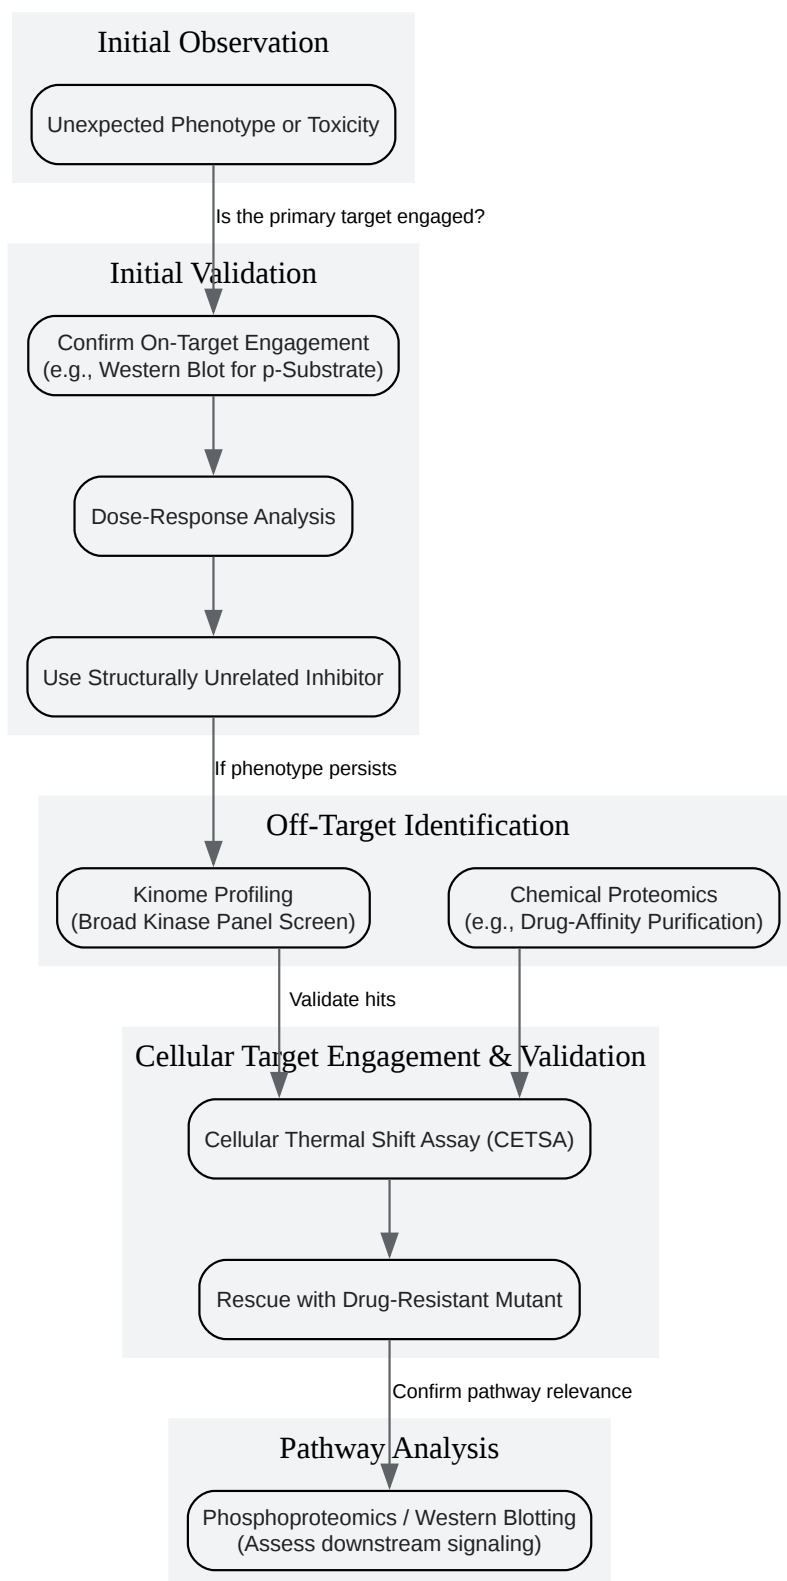 Initial Observation
Unexpected Phenotype or Toxicity
Is the primary target engaged?
Initial Validation
Confirm On-Target Engagement
(e.g., Western Blot for p-Substrate)
Dose-Response Analysis
Use Structurally Unrelated Inhibitor
If phenotype persists
Off-Target Identification
Kinome Profiling
(Broad Kinase Panel Screen)
Chemical Proteomics
(e.g., Drug-Affinity Purification)
Validate hits
Cellular Target Engagement & Validation
Cellular Thermal Shift Assay (CETSA)
Rescue with Drug-Resistant Mutant
Confirm pathway relevance
Pathway Analysis
Phosphoproteomics / Western Blotting
(Assess downstream signaling)